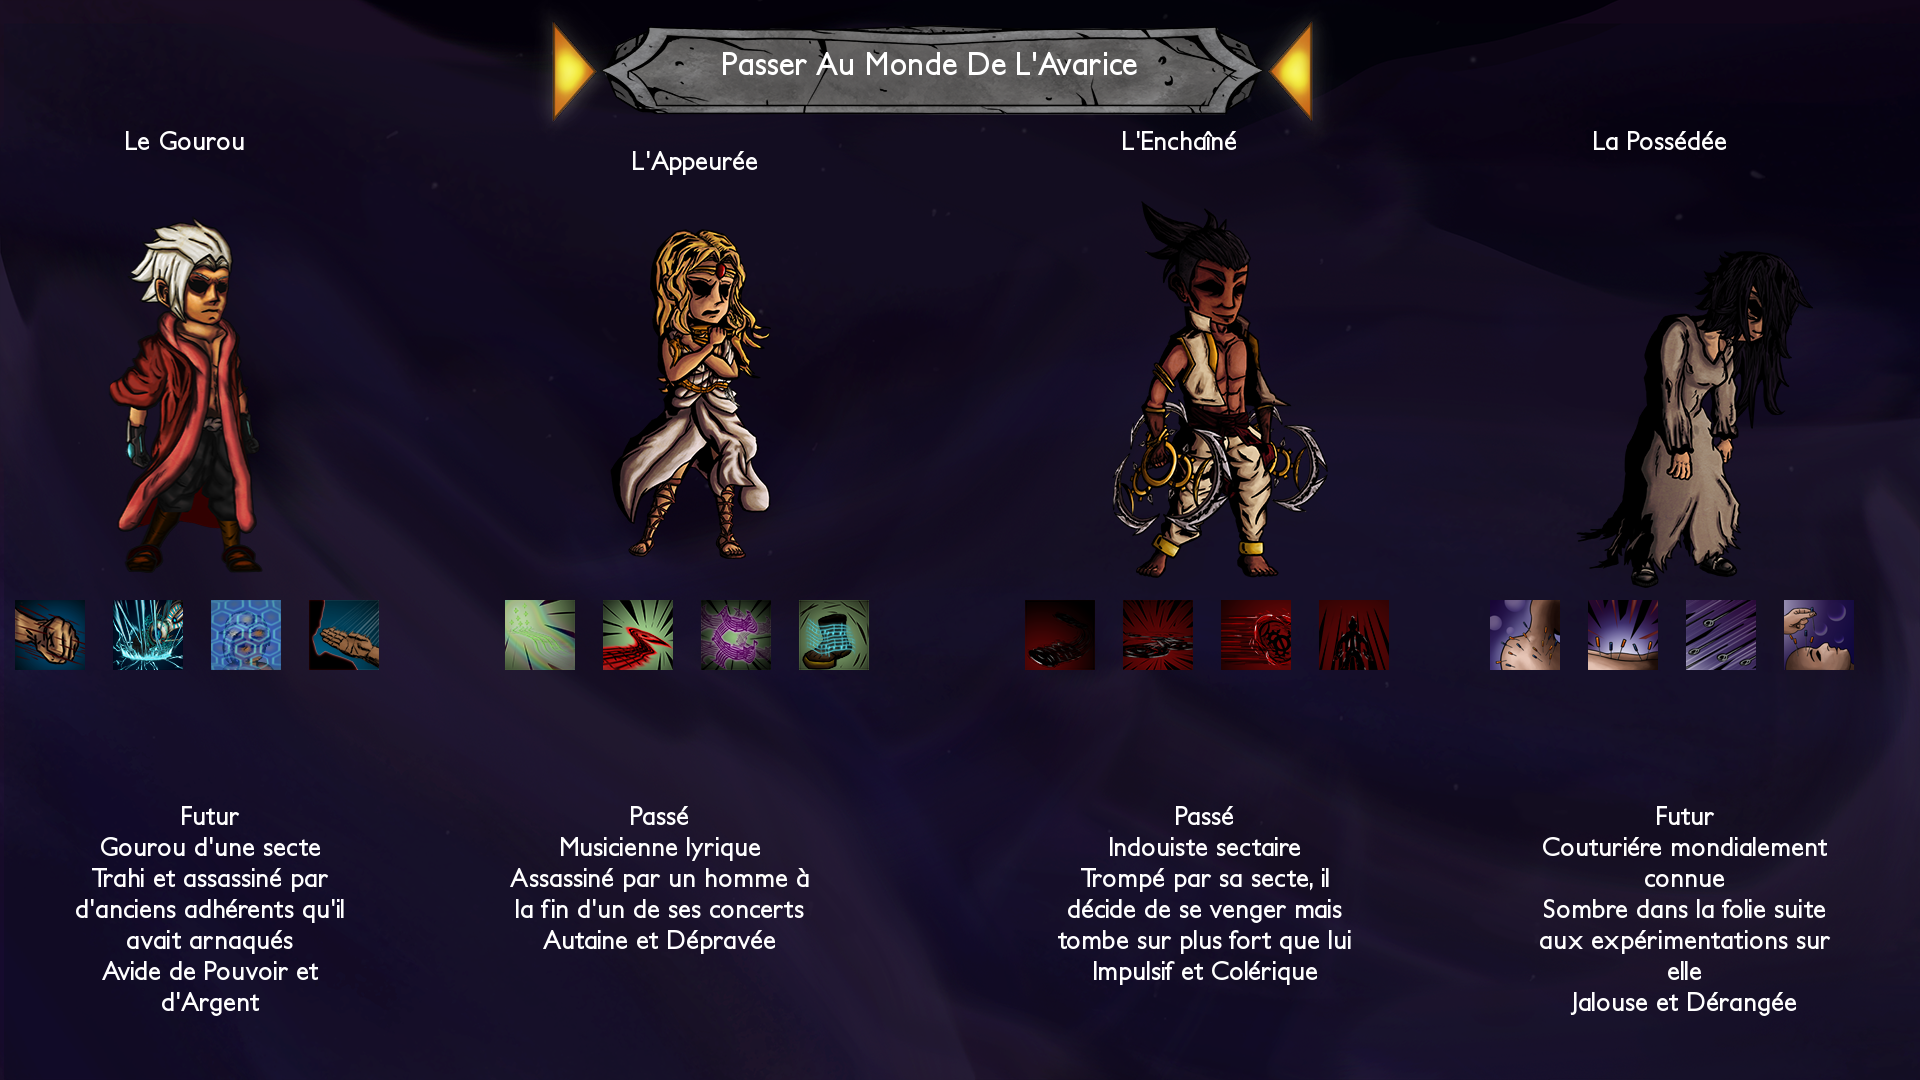 Passer Au Monde De L'Avarice
Le Gourou
L'Appeurée
L'Enchaîné
La Possédée
Futur
Gourou d'une secte
Trahi et assassiné par
d'anciens adhérents qu'il
avait arnaqués
Avide de Pouvoir et
d'Argent
Passé
Musicienne lyrique
Assassiné par un homme à
la fin d'un de ses concerts
Autaine et Dépravée
Passé
Indouiste sectaire
Trompé par sa secte, il
décide de se venger mais
tombe sur plus fort que lui
Impulsif et Colérique
Futur
Couturiére mondialement
connue
Sombre dans la folie suite
aux expérimentations sur
elle
Jalouse et Dérangée